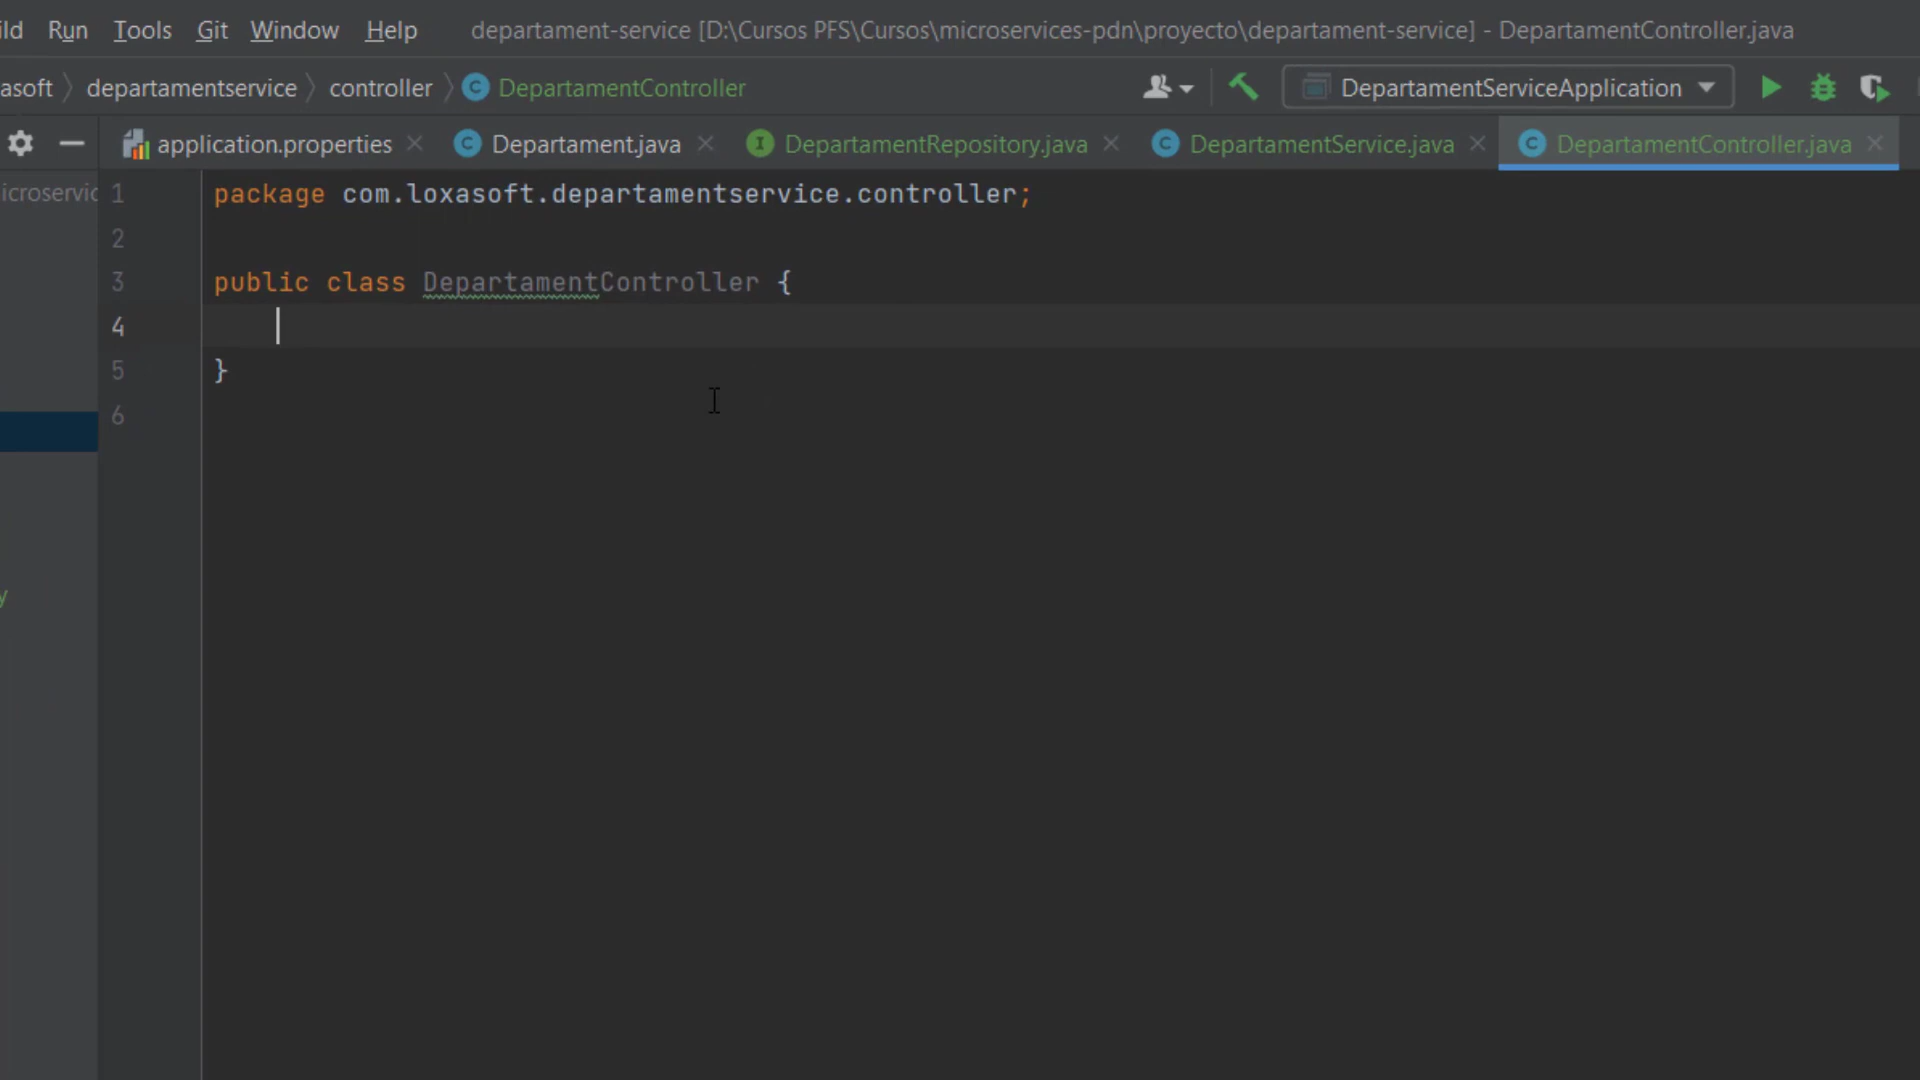 ild Run Tools Git Window Help departament-service [D:\Cursos PFS\Cursos\microservices-pdn\proyecto\departament-service] - DepartamentController.java
asoft departamentservice controller C DepartamentController DepartamentServiceApplication
application.properties C Departament.java I DepartamentRepository.java C DepartamentService.java C DepartamentController.java
icroservic 1 package com.loxasoft.departamentservice.controller;
2
3 public class DepartamentController {
4
5 }
6
y